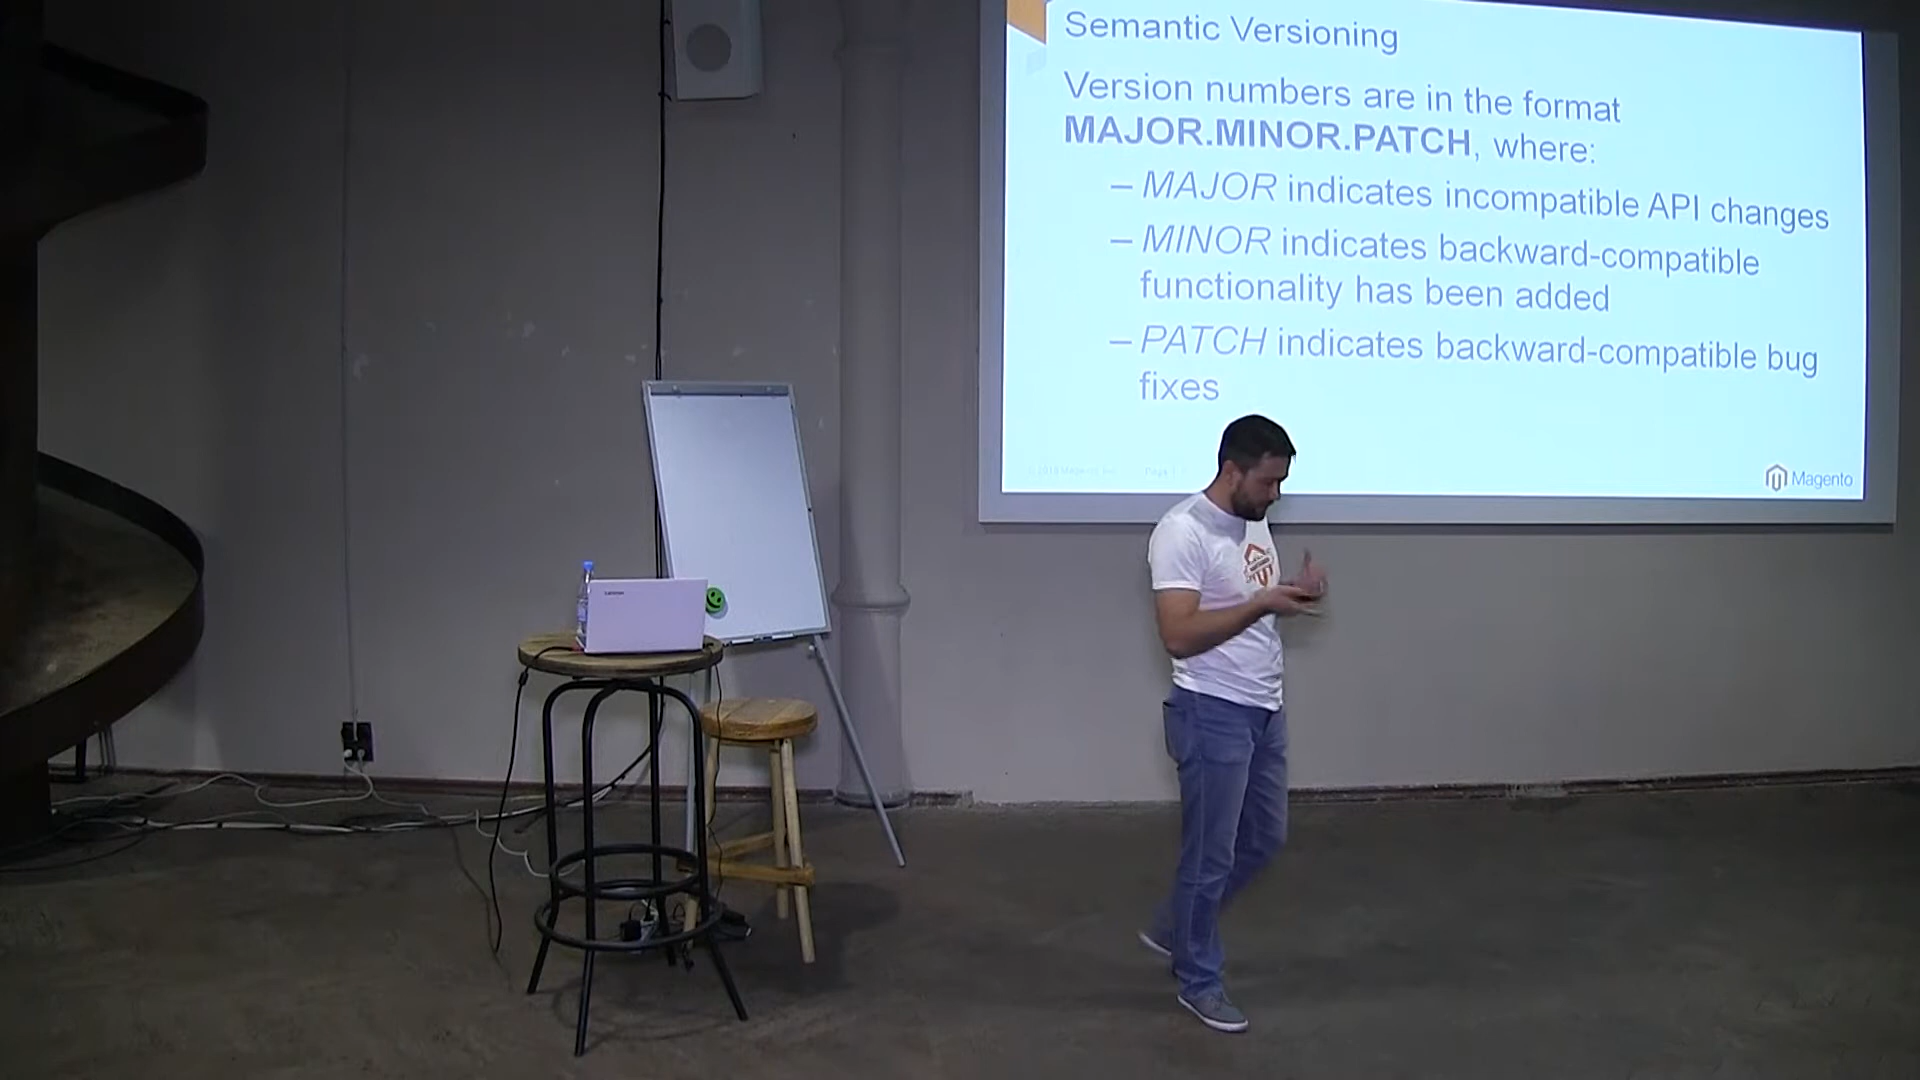 Semantic Versioning
Version numbers are in the format
MAJOR.MINOR.PATCH, where:
– MAJOR indicates incompatible API changes
– MINOR indicates backward-compatible
functionality has been added
– PATCH indicates backward-compatible bug
fixes
Magento
Lenovo